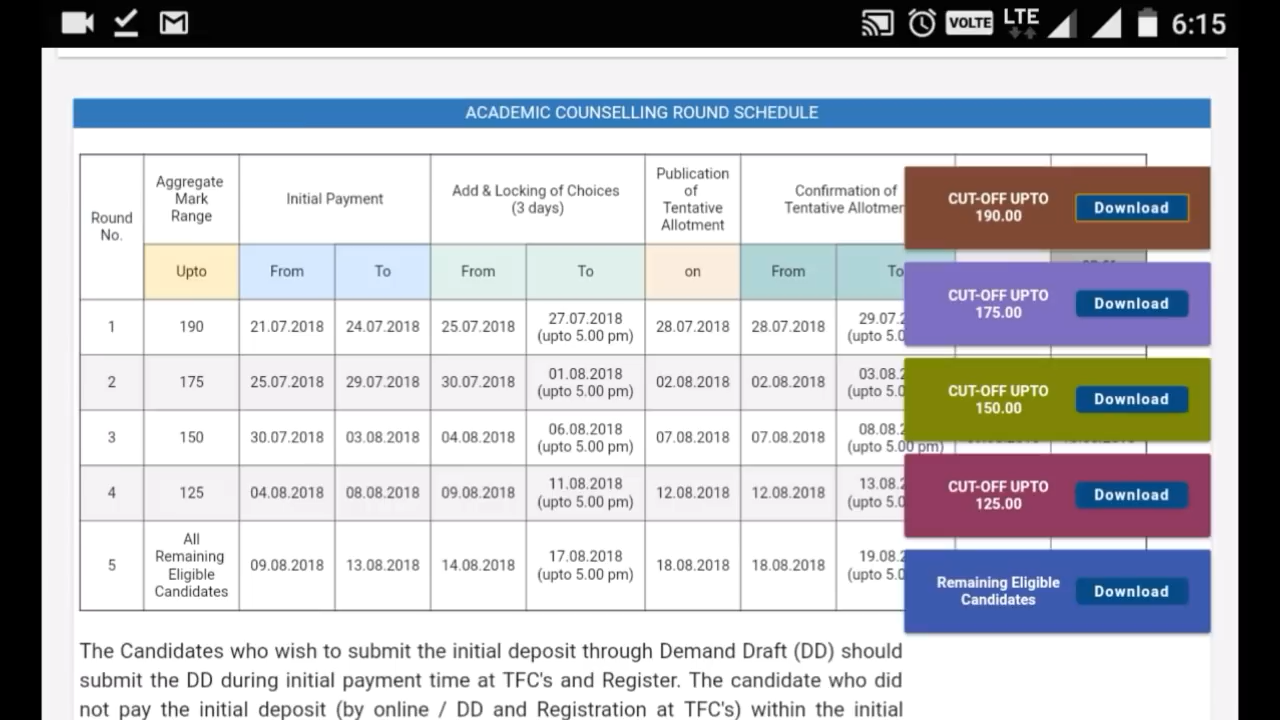 VOLTE LTE 6:15
ACADEMIC COUNSELLING ROUND SCHEDULE
Round No.
Aggregate Mark Range
Initial Payment
Add & Locking of Choices (3 days)
Publication of Tentative Allotment
Confirmation of
Tentative
Upto From To From To on From To
1 190 21.07.2018 24.07.2018 25.07.2018 27.07.2018 (upto 5.00 pm) 28.07.2018 28.07.2018
2 175 25.07.2018 29.07.2018 30.07.2018 01.08.2018 (upto 5.00 pm) 02.08.2018 02.08.2018
3 150 30.07.2018 03.08.2018 04.08.2018 06.08.2018 (upto 5.00 pm) 07.08.2018 07.08.2018 (upto 5.00 pm)
4 125 04.08.2018 08.08.2018 09.08.2018 11.08.2018 (upto 5.00 pm) 12.08.2018 12.08.2018
5 All Remaining Eligible Candidates 09.08.2018 13.08.2018 14.08.2018 17.08.2018 (upto 5.00 pm) 18.08.2018 18.08.2018
CUT-OFF UPTO
190.00
Download
CUT-OFF UPTO
175.00
Download
CUT-OFF UPTO
150.00
Download
CUT-OFF UPTO
125.00
Download
Remaining Eligible
Candidates
Download
The Candidates who wish to submit the initial deposit through Demand Draft (DD) should
submit the DD during initial payment time at TFC's and Register. The candidate who did
not pay the initial deposit (by online / DD and Registration at TFC's) within the initial